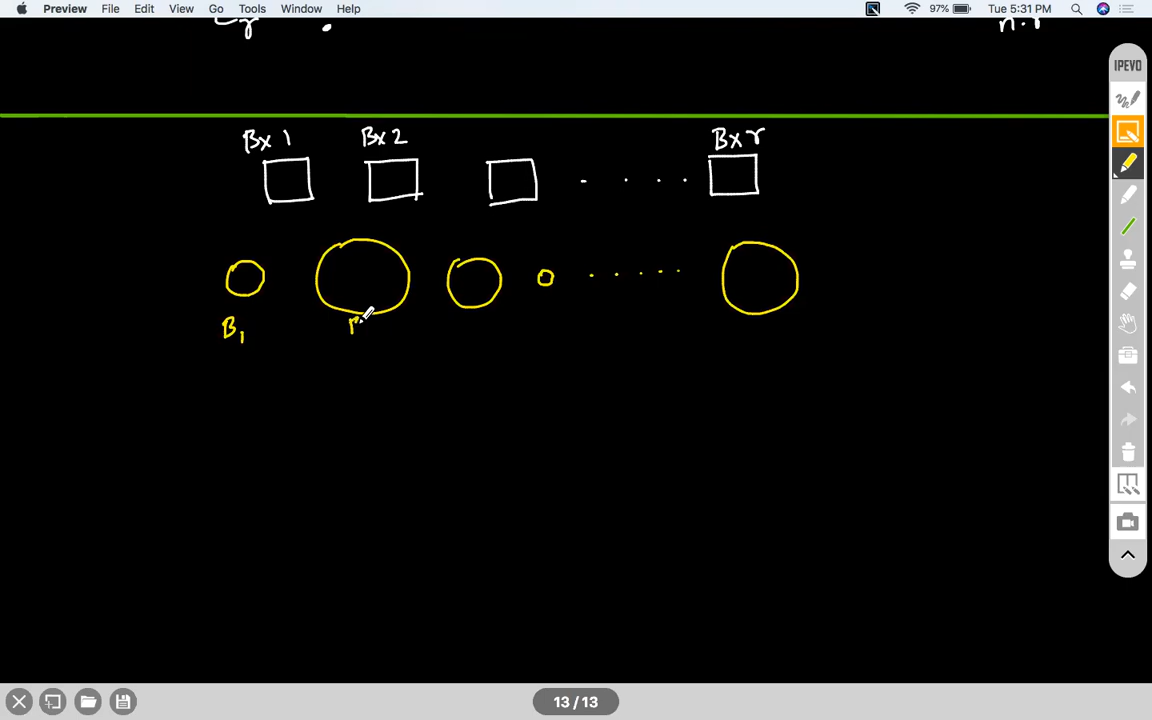 Preview File Edit View Go Tools Window Help 97% Tue 5:31 PM
IPEVO
Bx 1 Bx 2 Bx r
B1
13 / 13